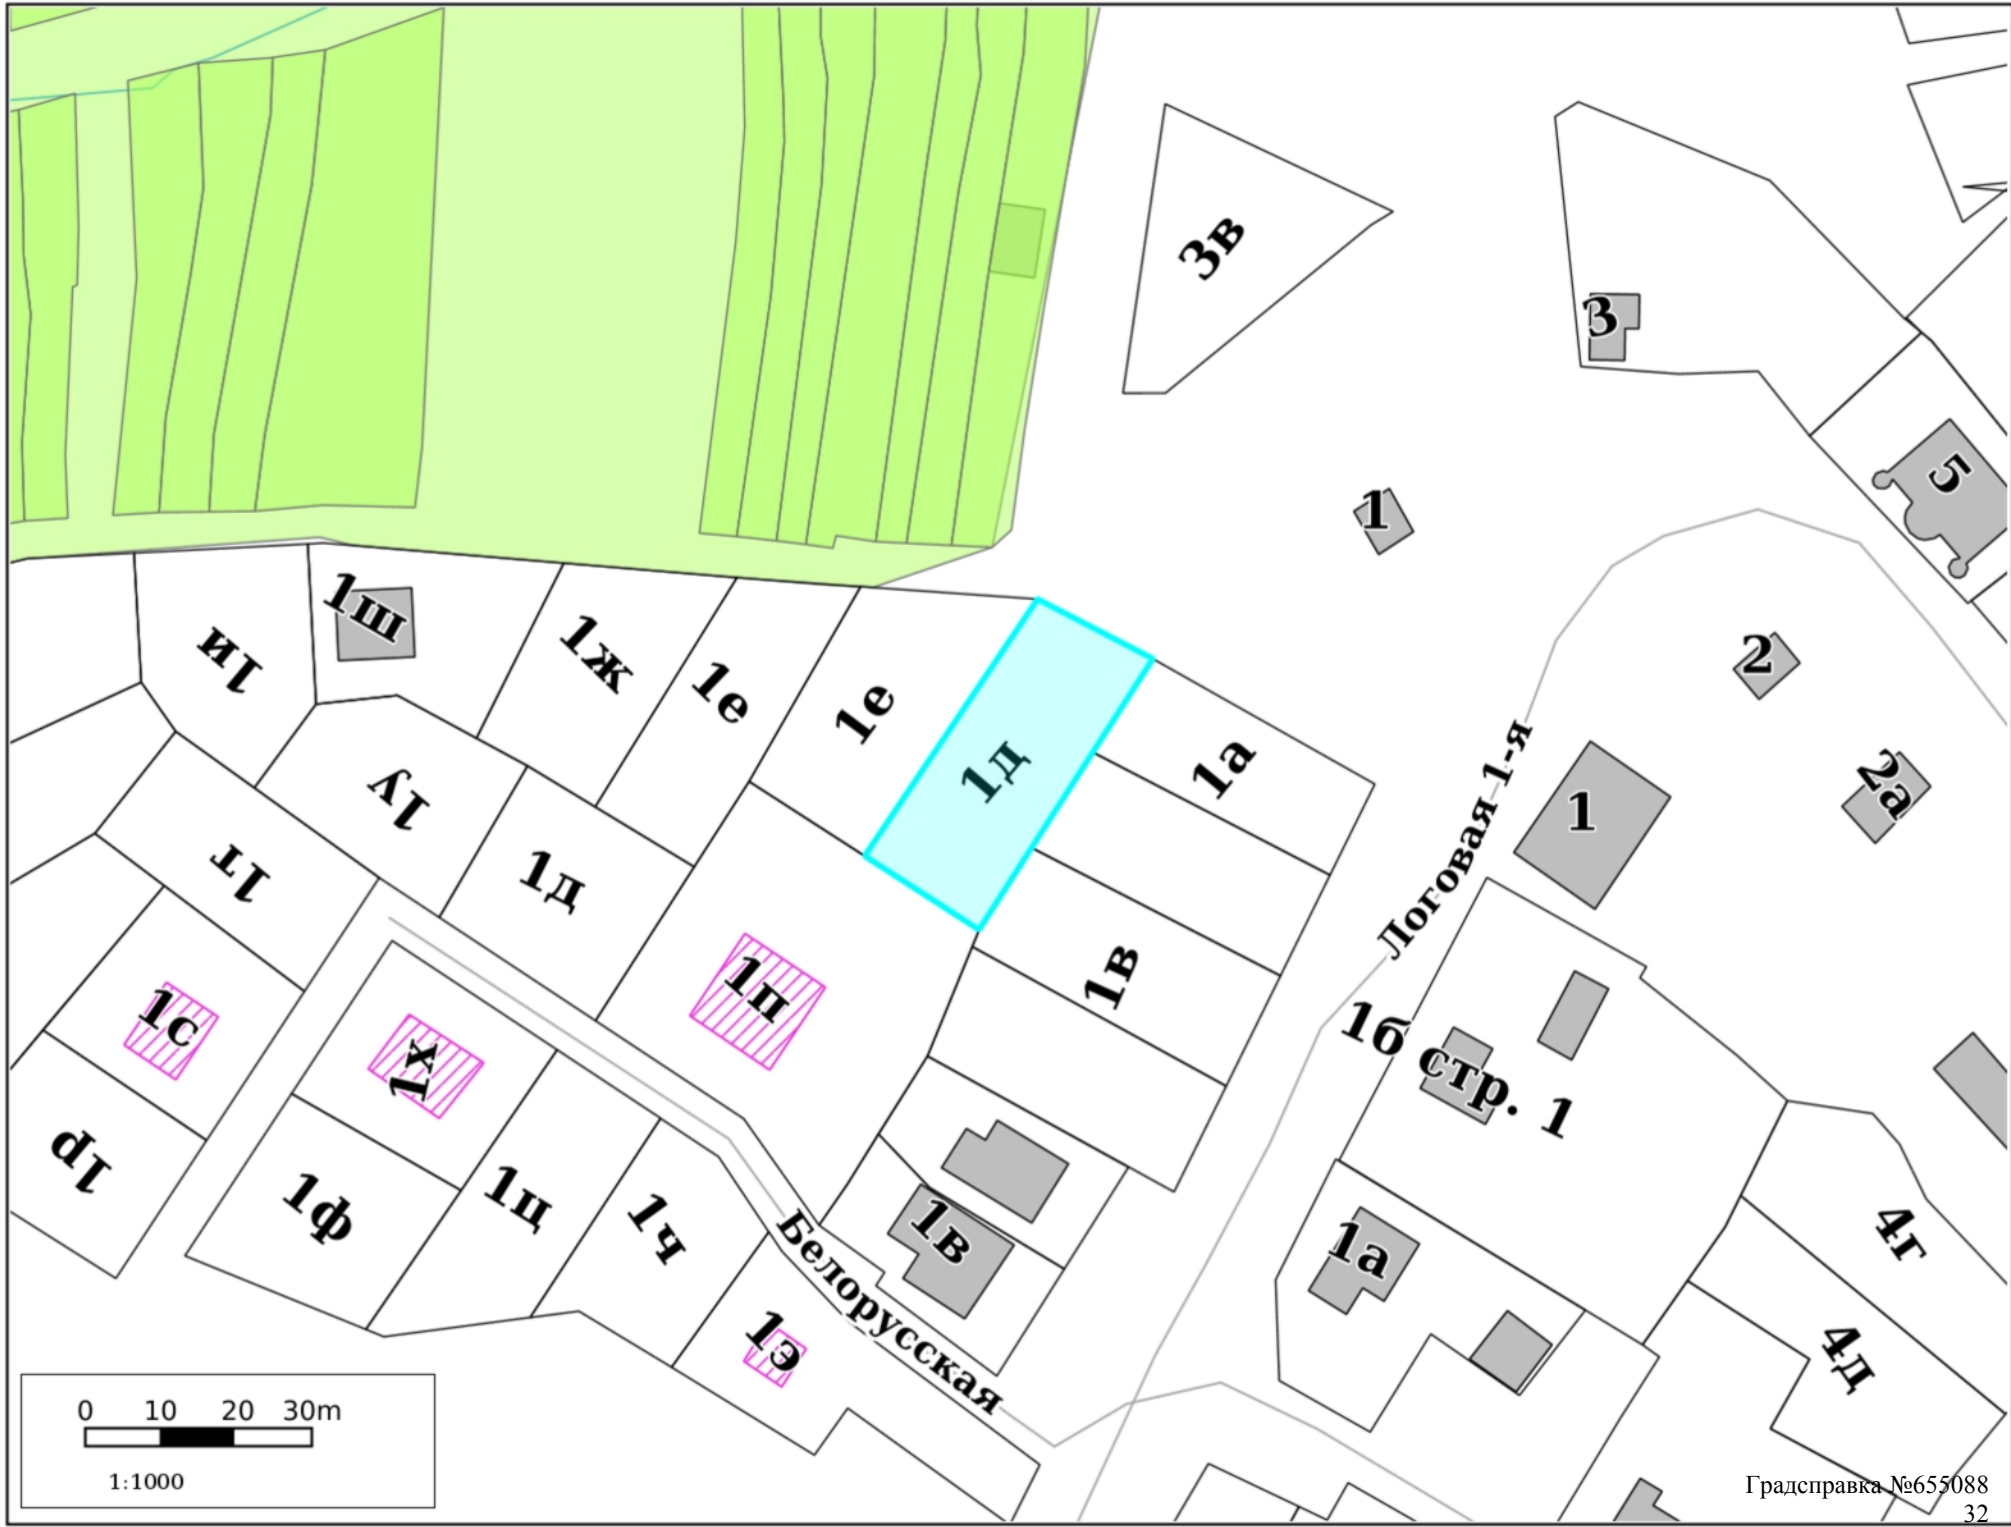 3в
3
5
1
1ш
1и
1ж
1е
1е
2
1д
1а
1у
1
2а
Логовая 1-я
1т
1д
1в
1п
1с
1х
1б стр. 1
1р
1ф
1ц
1ч
1в
1а
4г
Белорусская
1э
4д
0 10 20 30m
1:1000
Градсправка №655088
32